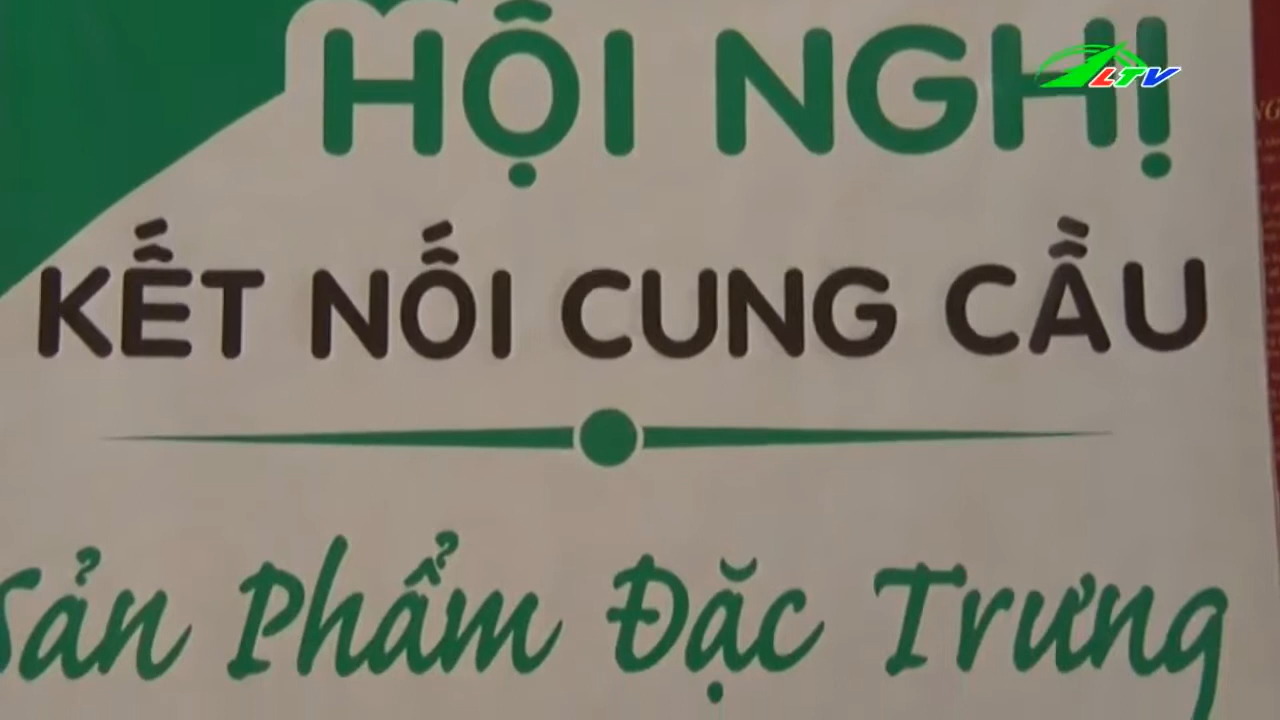 HỘI NGHỊ
LTV
KẾT NỐI CUNG CẦU
Sản Phẩm Đặc Trưng